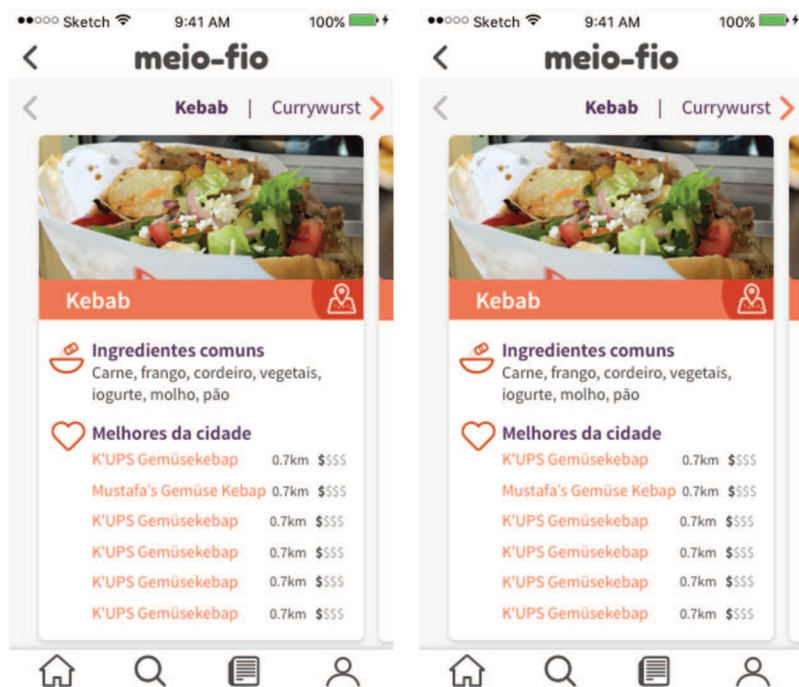 ●●○○○ Sketch 9:41 AM 100%
meio-fio
Kebab | Currywurst
Kebab
Ingredientes comuns
Carne, frango, cordeiro, vegetais,
iogurte, molho, pão
Melhores da cidade
K'UPS Gemüsekebap 0.7km $$$$
Mustafa's Gemüse Kebap 0.7km $$$$
K'UPS Gemüsekebap 0.7km $$$$
K'UPS Gemüsekebap 0.7km $$$$
K'UPS Gemüsekebap 0.7km $$$$
K'UPS Gemüsekebap 0.7km $$$$
●●○○○ Sketch 9:41 AM 100%
meio-fio
Kebab | Currywurst
Kebab
Ingredientes comuns
Carne, frango, cordeiro, vegetais,
iogurte, molho, pão
Melhores da cidade
K'UPS Gemüsekebap 0.7km $$$$
Mustafa's Gemüse Kebap 0.7km $$$$
K'UPS Gemüsekebap 0.7km $$$$
K'UPS Gemüsekebap 0.7km $$$$
K'UPS Gemüsekebap 0.7km $$$$
K'UPS Gemüsekebap 0.7km $$$$